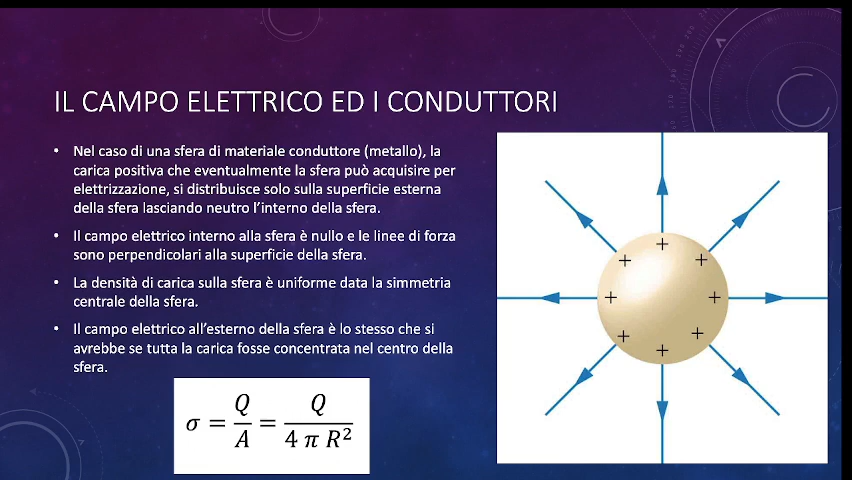 IL CAMPO ELETTRICO ED I CONDUTTORI
• Nel caso di una sfera di materiale conduttore (metallo), la
carica positiva che eventualmente la sfera può acquisire per
elettrizzazione, si distribuisce solo sulla superficie esterna
della sfera lasciando neutro l'interno della sfera.
• Il campo elettrico interno alla sfera è nullo e le linee di forza
sono perpendicolari alla superficie della sfera.
• La densità di carica sulla sfera è uniforme data la simmetria
centrale della sfera.
• Il campo elettrico all'esterno della sfera è lo stesso che si
avrebbe se tutta la carica fosse concentrata nel centro della
sfera.
σ = Q/A = Q/(4 π R²)
+
+ +
+ +
+ +
+